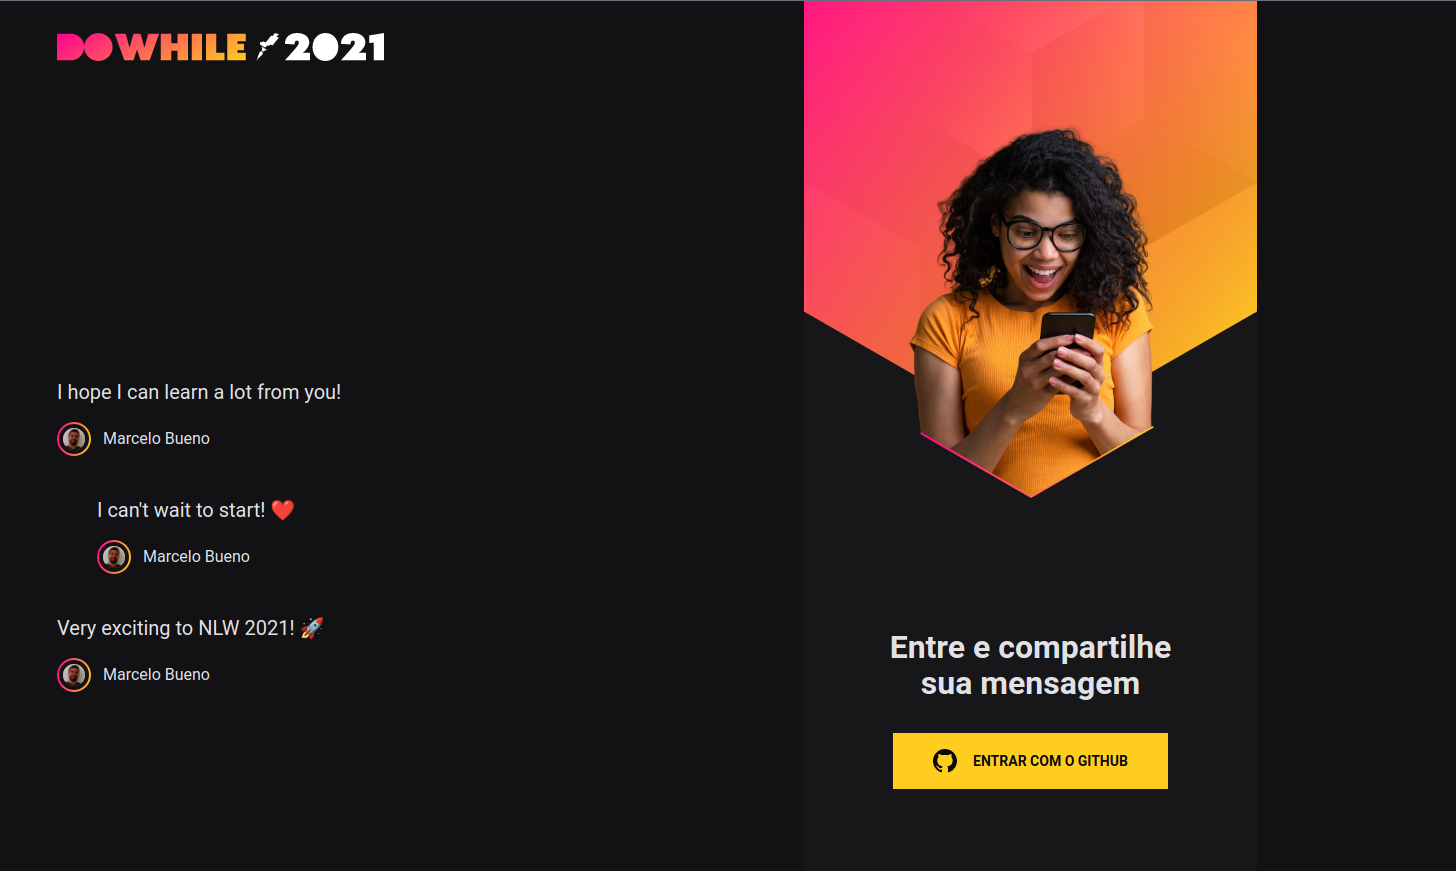 DOWHILE 2021
I hope I can learn a lot from you!
Marcelo Bueno
I can't wait to start! ❤️
Marcelo Bueno
Very exciting to NLW 2021! 🚀
Marcelo Bueno
Entre e compartilhe
sua mensagem
ENTRAR COM O GITHUB